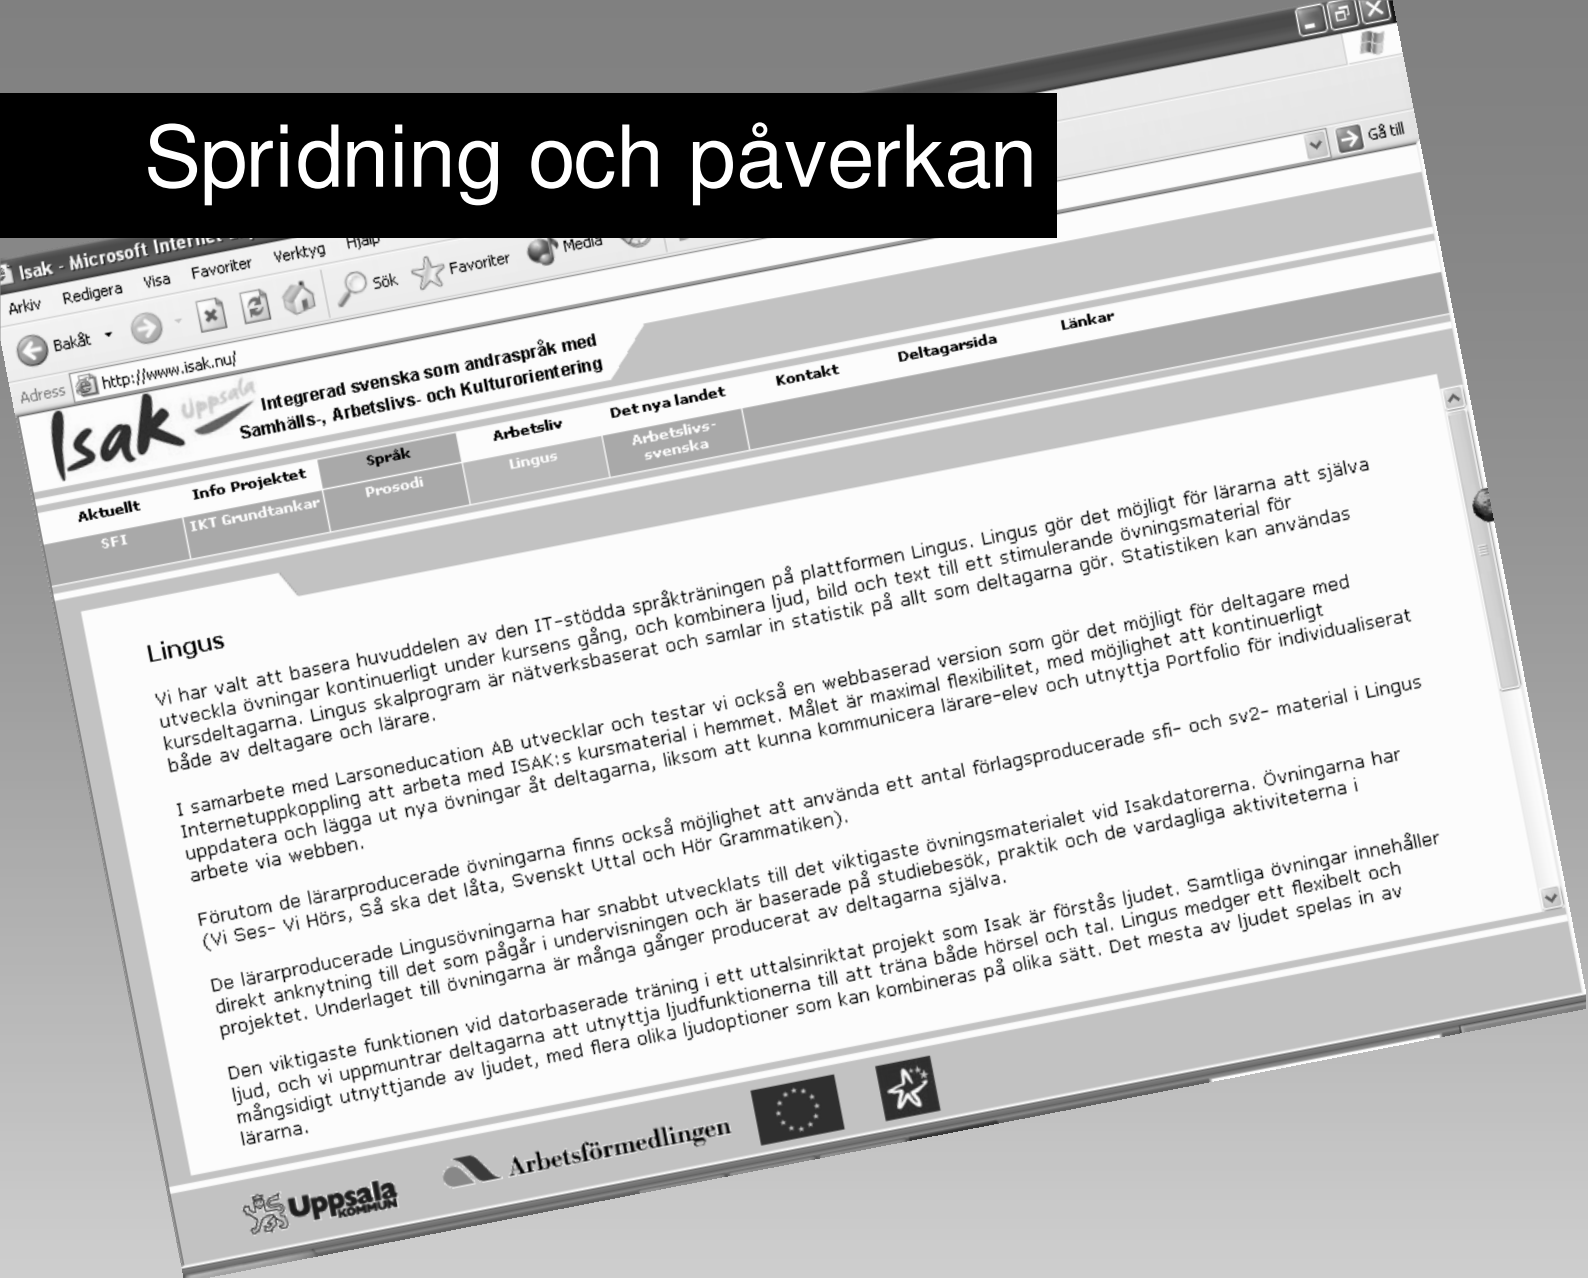 Spridning och påverkan
Isak - Microsoft
Arkiv Redigera Visa Favoriter Verktyg Hjälp
Bakåt Sök Favoriter Media
Adress http://www.isak.nu/ Gå till
Isak Uppsala
Integrerad svenska som andraspråk med
Samhälls-, Arbetslivs- och Kulturorientering
Aktuellt Info Projektet Språk Arbetsliv Det nya landet Kontakt Deltagarsida Länkar
SFI IKT Grundtankar Prosodi Lingus Arbetslivs-
svenska
Lingus
Vi har valt att basera huvuddelen av den IT-stödda språkträningen på plattformen Lingus. Lingus gör det möjligt för lärarna att själva
utveckla övningar kontinuerligt under kursens gång, och kombinera ljud, bild och text till ett stimulerande övningsmaterial för
kursdeltagarna. Lingus skalprogram är nätverksbaserat och samlar in statistik på allt som deltagarna gör. Statistiken kan användas
både av deltagare och lärare.
I samarbete med Larsoneducation AB utvecklar och testar vi också en webbaserad version som gör det möjligt för deltagare med
Internetuppkoppling att arbeta med ISAK:s kursmaterial i hemmet. Målet är maximal flexibilitet, med möjlighet att kontinuerligt
uppdatera och lägga ut nya övningar åt deltagarna, liksom att kunna kommunicera lärare-elev och utnyttja Portfolio för individualiserat
arbete via webben.
Förutom de lärarproducerade övningarna finns också möjlighet att använda ett antal förlagsproducerade sfi- och sv2- material i Lingus
(Vi Ses- Vi Hörs, Så ska det låta, Svenskt Uttal och Hör Grammatiken).
De lärarproducerade Lingusövningarna har snabbt utvecklats till det viktigaste övningsmaterialet vid Isakdatorerna. Övningarna har
direkt anknytning till det som pågår i undervisningen och är baserade på studiebesök, praktik och de vardagliga aktiviteterna i
projektet. Underlaget till övningarna är många gånger producerat av deltagarna själva.
Den viktigaste funktionen vid datorbaserade träning i ett uttalsinriktat projekt som Isak är förstås ljudet. Samtliga övningar innehåller
ljud, och vi uppmuntrar deltagarna att utnyttja ljudfunktionerna till att träna både hörsel och tal. Lingus medger ett flexibelt och
mångsidigt utnyttjande av ljudet, med flera olika ljudoptioner som kan kombineras på olika sätt. Det mesta av ljudet spelas in av
lärarna.
Uppsala
KOMMUN
Arbetsförmedlingen